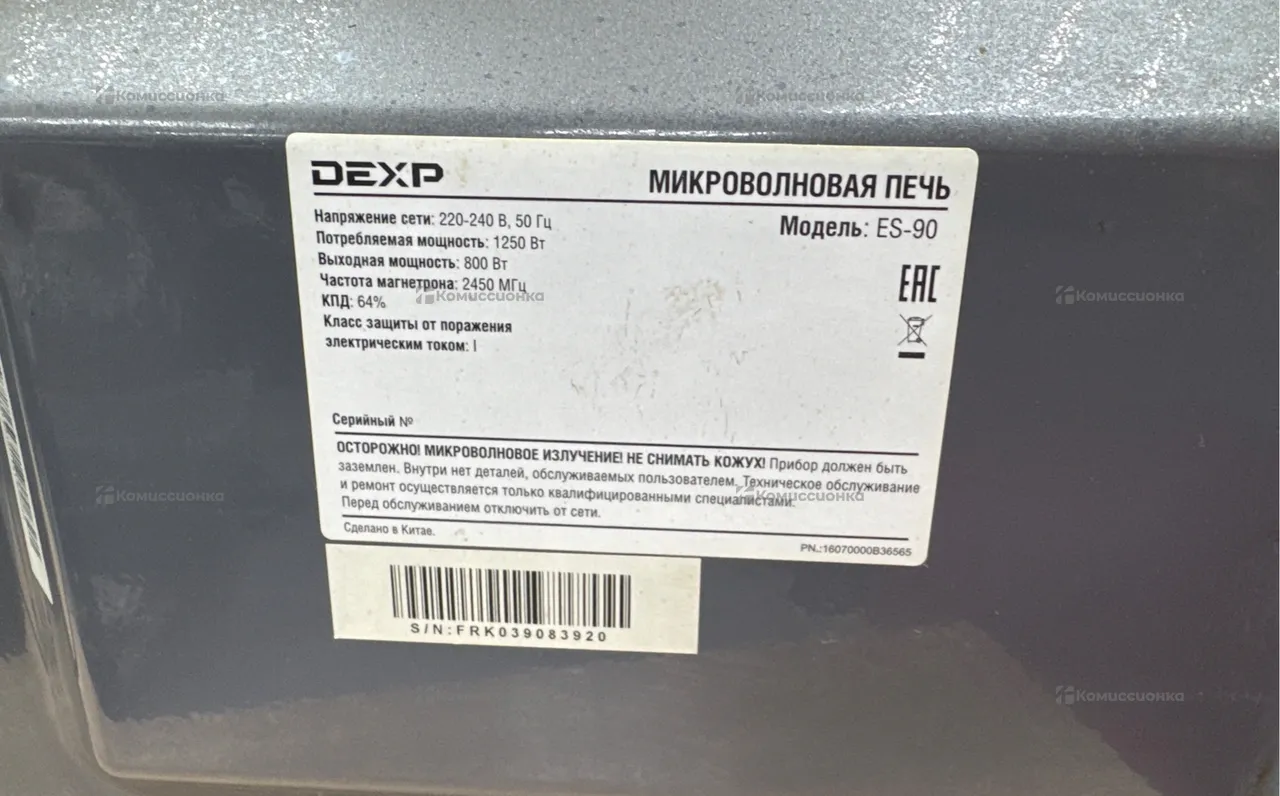 DEXP
МИКРОВОЛНОВАЯ ПЕЧЬ
Напряжение сети: 220-240 В, 50 Гц
Модель: ES-90
Потребляемая мощность: 1250 Вт
Выходная мощность: 800 Вт
Частота магнетрона: 2450 МГц
КПД: 64%
Класс защиты от поражения
электрическим током: I
EAC
Серийный №
ОСТОРОЖНО! МИКРОВОЛНОВОЕ ИЗЛУЧЕНИЕ! НЕ СНИМАТЬ КОЖУХ! Прибор должен быть
заземлен. Внутри нет деталей, обслуживаемых пользователем. Техническое обслуживание
и ремонт осуществляется только квалифицированными специалистами.
Перед обслуживанием отключить от сети.
Сделано в Китае.
PN.:16070000B36565
S/N:FRK039083920
Комиссионка
Комиссионка
Комиссионка
Комиссионка
Комиссионка
Комиссионка
Комиссионка